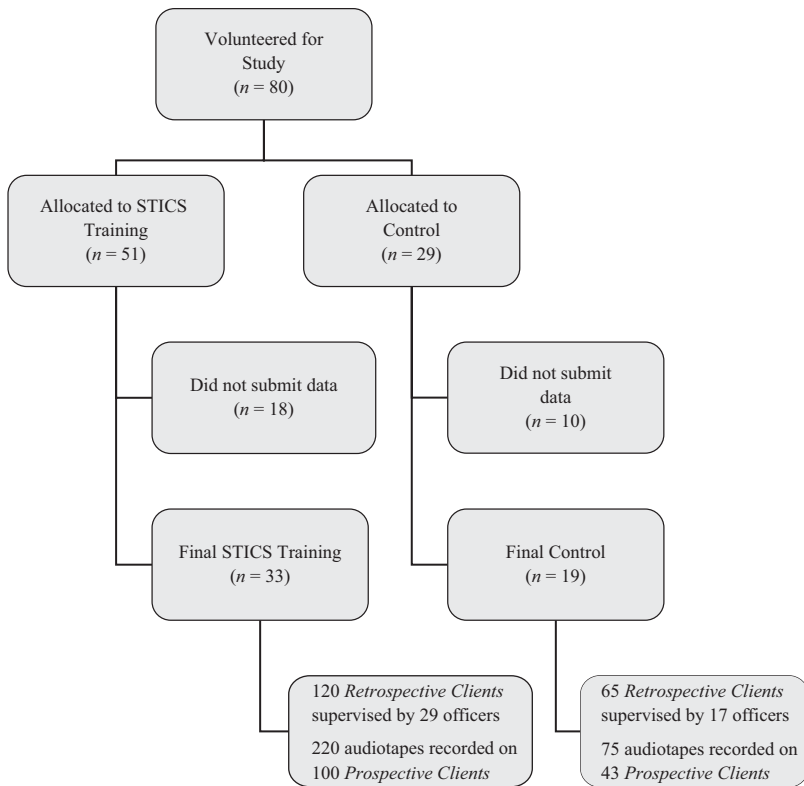 Volunteered for
Study
(n = 80)
Allocated to STICS
Training
(n = 51)
Allocated to
Control
(n = 29)
Did not submit data
(n = 18)
Did not submit
data
(n = 10)
Final STICS Training
(n = 33)
Final Control
(n = 19)
120 Retrospective Clients
supervised by 29 officers
220 audiotapes recorded on
100 Prospective Clients
65 Retrospective Clients
supervised by 17 officers
75 audiotapes recorded on
43 Prospective Clients